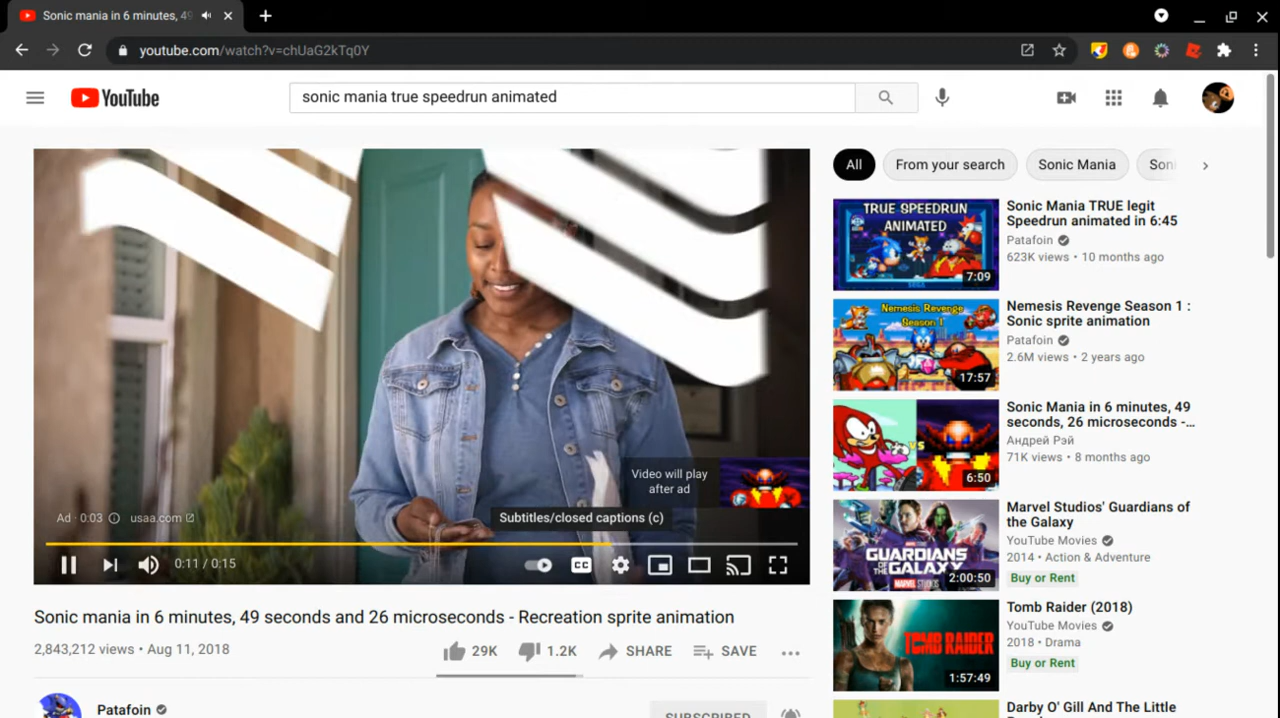 Sonic mania in 6 minutes, 49
youtube.com/watch?v=chUaG2kTq0Y
YouTube
sonic mania true speedrun animated
Video will play
after ad
Ad · 0:03
usaa.com
Subtitles/closed captions (c)
0:11 / 0:15
CC
Sonic mania in 6 minutes, 49 seconds and 26 microseconds - Recreation sprite animation
2,843,212 views • Aug 11, 2018
29K
1.2K
SHARE
SAVE
Patafoin
SUBSCRIBED
All
From your search
Sonic Mania
Soni
TRUE SPEEDRUN
ANIMATED
SEGA
7:09
Sonic Mania TRUE legit
Speedrun animated in 6:45
Patafoin
623K views • 10 months ago
Nemesis Revenge
Season 1
17:57
Nemesis Revenge Season 1 :
Sonic sprite animation
Patafoin
2.6M views • 2 years ago
VS
6:50
Sonic Mania in 6 minutes, 49
seconds, 26 microseconds -...
Андрей Рэй
71K views • 8 months ago
MARVEL STUDIOS
GUARDIANS
OF THE GALAXY
2:00:50
Marvel Studios' Guardians of
the Galaxy
YouTube Movies
2014 • Action & Adventure
Buy or Rent
TOMB RAIDER
1:57:49
Tomb Raider (2018)
YouTube Movies
2018 • Drama
Buy or Rent
Darby O' Gill And The Little